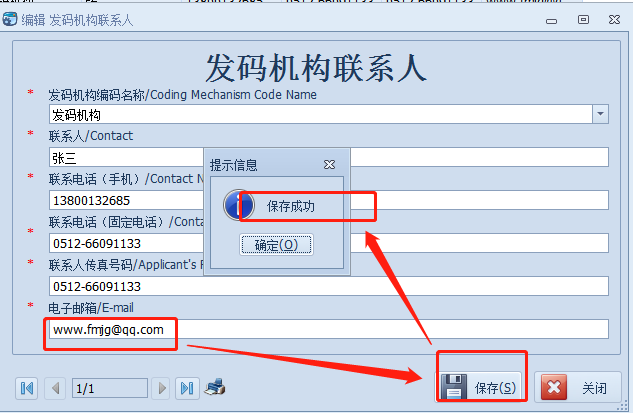 编辑 发码机构联系人
发码机构联系人
* 发码机构编码名称/Coding Mechanism Code Name
发码机构
* 联系人/Contact
张三
* 联系电话（手机）/Contact N
13800132685
* 联系电话（固定电话）/Conta
0512-66091133
* 联系人传真号码/Applicant's F
0512-66091133
* 电子邮箱/E-mail
www.fmjg@qq.com
提示信息
保存成功
确定(O)
1/1
保存(S)
关闭